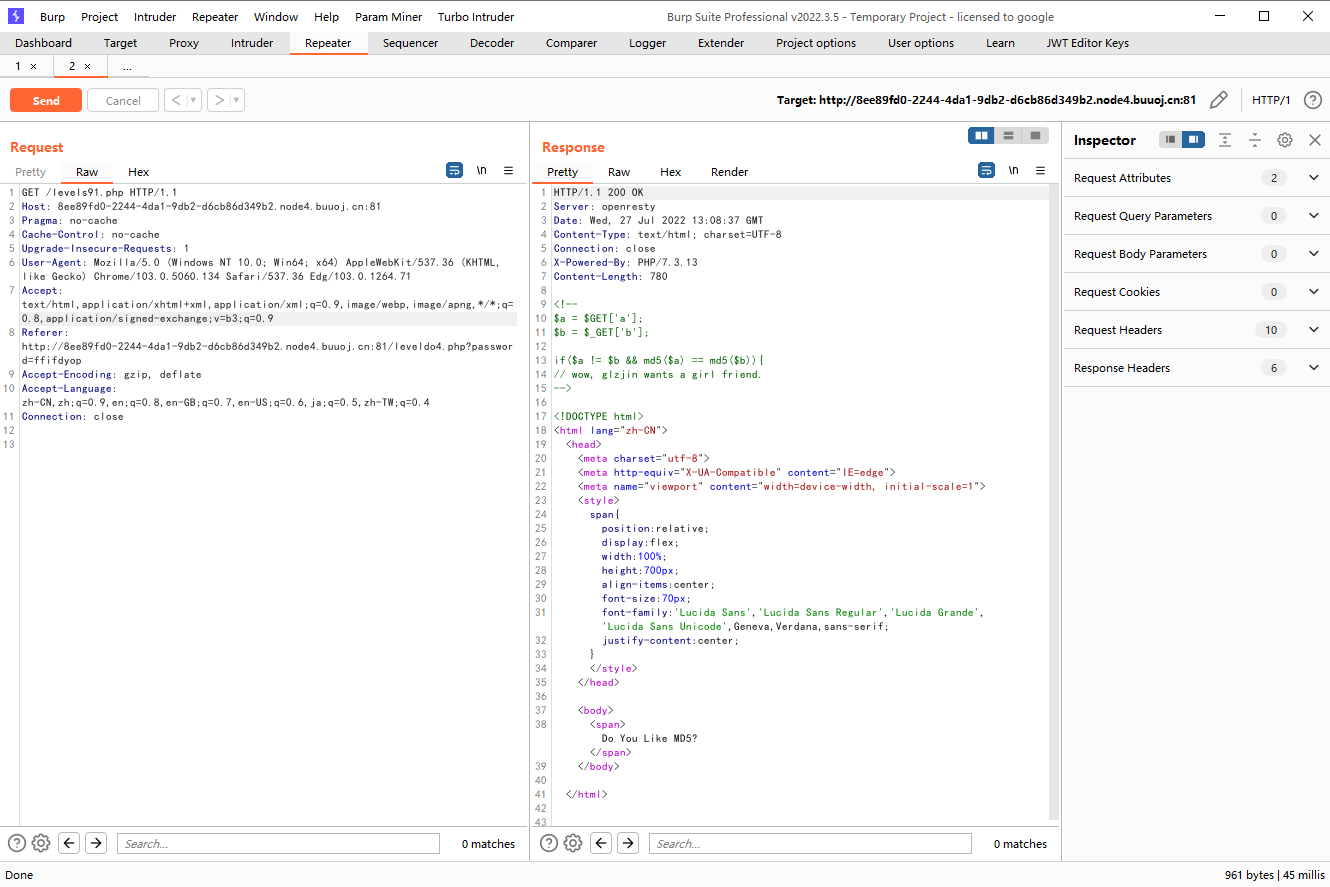 Burp Project Intruder Repeater Window Help Param Miner Turbo Intruder Burp Suite Professional v2022.3.5 - Temporary Project - licensed to google
Dashboard Target Proxy Intruder Repeater Sequencer Decoder Comparer Logger Extender Project options User options Learn JWT Editor Keys
1 × 2 × ...
Send Cancel < | ▼ > | ▼ Target: http://8ee89fd0-2244-4da1-9db2-d6cb86d349b2.node4.buuoj.cn:81 HTTP/1 ?
Request
Pretty Raw Hex \n ≡
1 GET /levels91.php HTTP/1.1
2 Host: 8ee89fd0-2244-4da1-9db2-d6cb86d349b2.node4.buuoj.cn:81
3 Pragma: no-cache
4 Cache-Control: no-cache
5 Upgrade-Insecure-Requests: 1
6 User-Agent: Mozilla/5.0 (Windows NT 10.0; Win64; x64) AppleWebKit/537.36 (KHTML,
like Gecko) Chrome/103.0.5060.134 Safari/537.36 Edg/103.0.1264.71
7 Accept:
text/html,application/xhtml+xml,application/xml;q=0.9,image/webp,image/apng,*/*;q=
0.8,application/signed-exchange;v=b3;q=0.9
8 Referer:
http://8ee89fd0-2244-4da1-9db2-d6cb86d349b2.node4.buuoj.cn:81/leveldo4.php?passwor
d=ffifdyop
9 Accept-Encoding: gzip, deflate
10 Accept-Language:
zh-CN,zh;q=0.9,en;q=0.8,en-GB;q=0.7,en-US;q=0.6,ja;q=0.5,zh-TW;q=0.4
11 Connection: close
12
13
? Search... 0 matches
Response
Pretty Raw Hex Render \n ≡
1 HTTP/1.1 200 OK
2 Server: openresty
3 Date: Wed, 27 Jul 2022 13:08:37 GMT
4 Content-Type: text/html; charset=UTF-8
5 Connection: close
6 X-Powered-By: PHP/7.3.13
7 Content-Length: 780
8
9 <!--
10 $a = $GET['a'];
11 $b = $_GET['b'];
12
13 if($a != $b && md5($a) == md5($b)){
14 // wow, glzjin wants a girl friend.
15 -->
16
17 <!DOCTYPE html>
18 <html lang="zh-CN">
19 <head>
20 <meta charset="utf-8">
21 <meta http-equiv="X-UA-Compatible" content="IE=edge">
22 <meta name="viewport" content="width=device-width, initial-scale=1">
23 <style>
24 span{
25 position:relative;
26 display:flex;
27 width:100%;
28 height:700px;
29 align-items:center;
30 font-size:70px;
31 font-family:'Lucida Sans','Lucida Sans Regular','Lucida Grande',
'Lucida Sans Unicode',Geneva,Verdana,sans-serif;
32 justify-content:center;
33 }
34 </style>
35 </head>
36
37 <body>
38 <span>
Do You Like MD5?
</span>
39 </body>
40
41 </html>
42
43
? Search... 0 matches
Inspector
Request Attributes 2
Request Query Parameters 0
Request Body Parameters 0
Request Cookies 0
Request Headers 10
Response Headers 6
Done 961 bytes | 45 millis